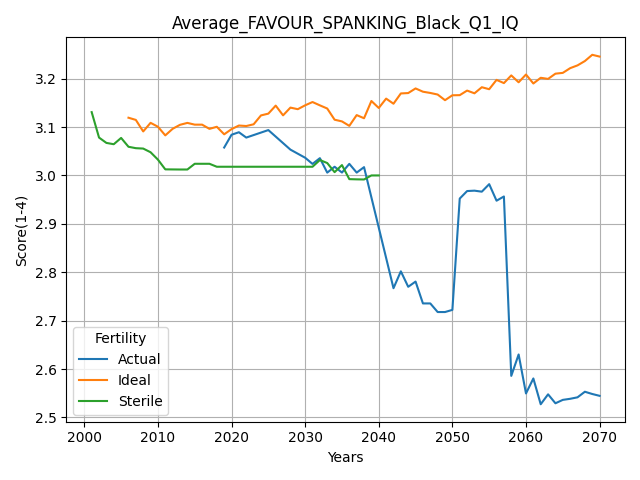 Average_FAVOUR_SPANKING_Black_Q1_IQ
Score(1-4)
3.2
3.1
3.0
2.9
2.8
2.7
2.6
2.5
Fertility
Actual
Ideal
Sterile
2000 2010 2020 2030 2040 2050 2060 2070
Years